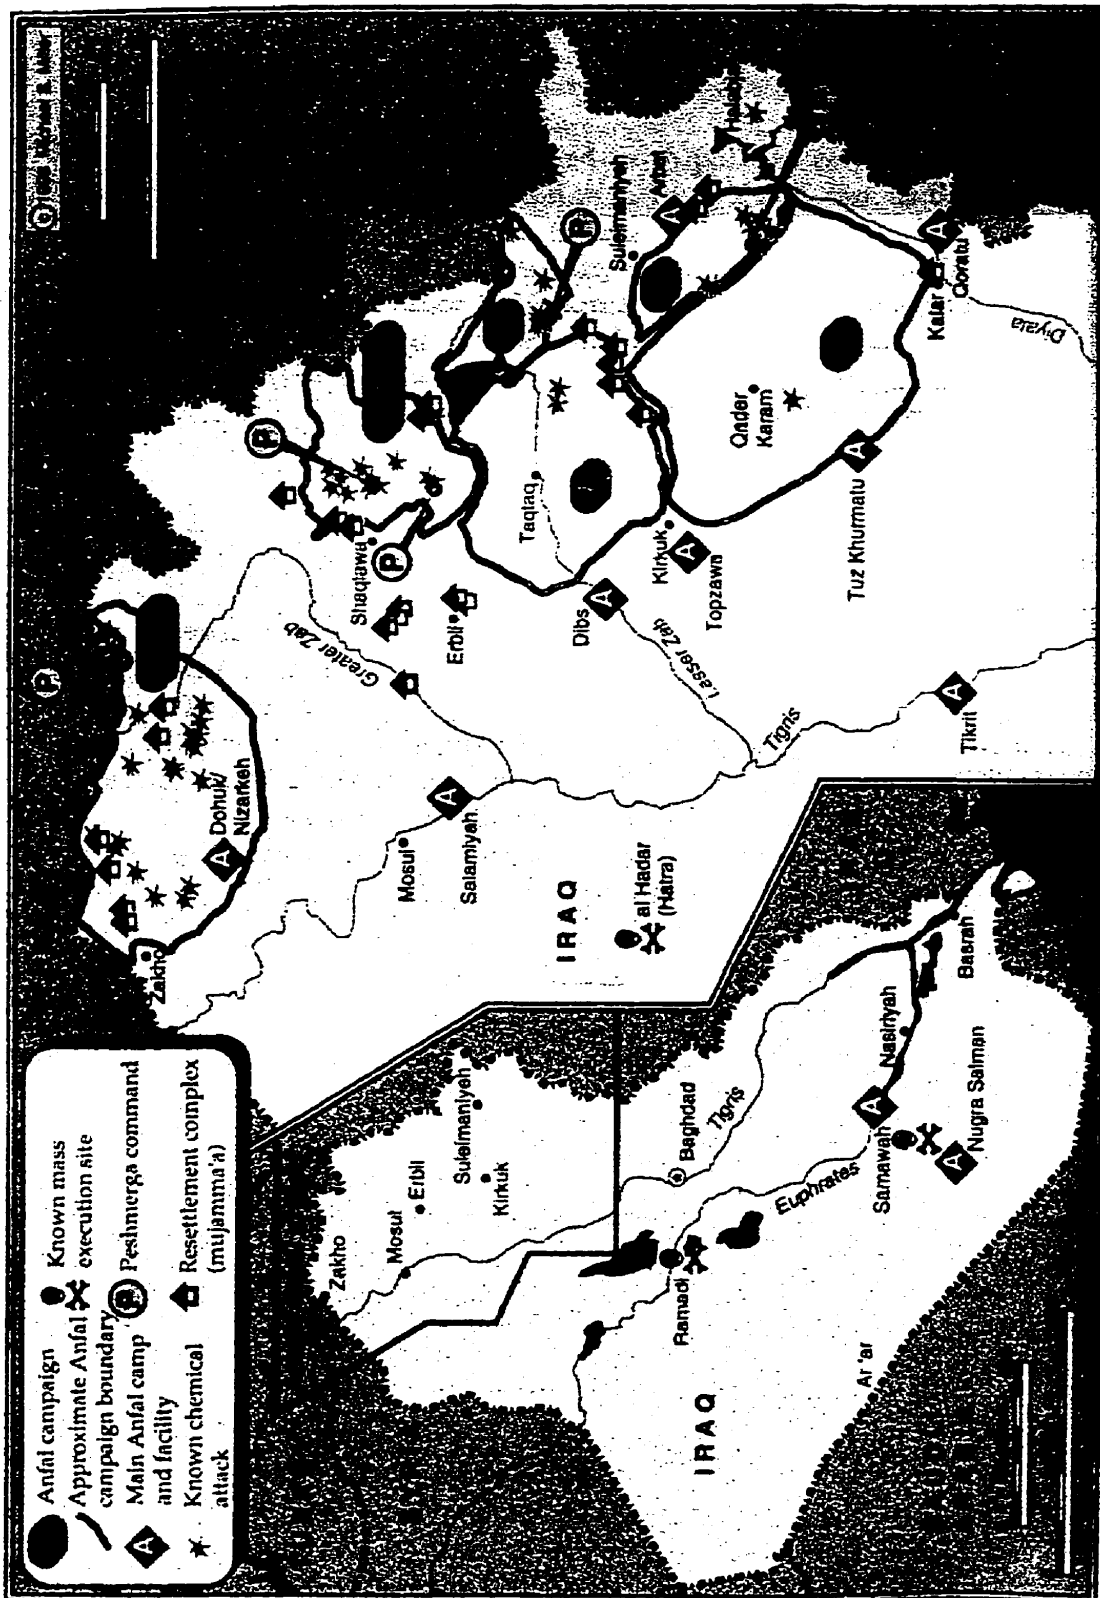 Anfal campaign
Approximate Anfal
campaign boundary
Main Anfal camp
and facility
Known chemical
attack
Known mass
execution site
Peshmerga command
Resettlement complex
(mujamma'a)
Zakho
A Dohuk/
Nizarkeh
Mosul
A
Salamiyah
Greater Zab
Shaqlawa
Erbil
P
P
P
P
Taqtaq
Dibs
A
Lasser Zab
Kirkuk
A
Topzawa
Suleimaniyeh
A
Qader
Karam
Tuz Khurmatu
A
Kalar
Qoratu
A
Diyala
Tigris
Tikrit
A
IRAQ
al Hadar
(Hatra)
Zakho
Mosul
Erbil
Suleimaniyeh
Kirkuk
Baghdad
Tigris
Ramadi
Euphrates
IRAQ
Ar'ar
Samawah
A
A
Nugra Salman
Nasiriyah
Basrah